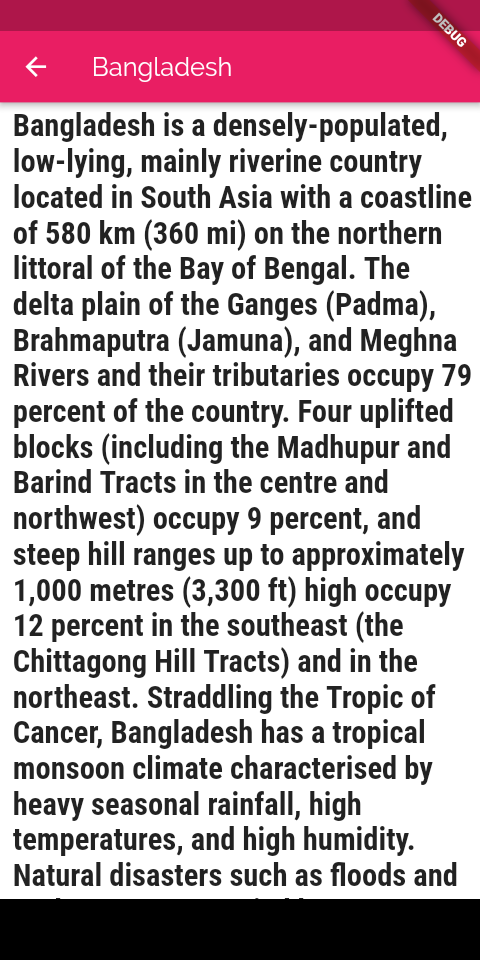 DEBUG
Bangladesh
Bangladesh is a densely-populated,
low-lying, mainly riverine country
located in South Asia with a coastline
of 580 km (360 mi) on the northern
littoral of the Bay of Bengal. The
delta plain of the Ganges (Padma),
Brahmaputra (Jamuna), and Meghna
Rivers and their tributaries occupy 79
percent of the country. Four uplifted
blocks (including the Madhupur and
Barind Tracts in the centre and
northwest) occupy 9 percent, and
steep hill ranges up to approximately
1,000 metres (3,300 ft) high occupy
12 percent in the southeast (the
Chittagong Hill Tracts) and in the
northeast. Straddling the Tropic of
Cancer, Bangladesh has a tropical
monsoon climate characterised by
heavy seasonal rainfall, high
temperatures, and high humidity.
Natural disasters such as floods and